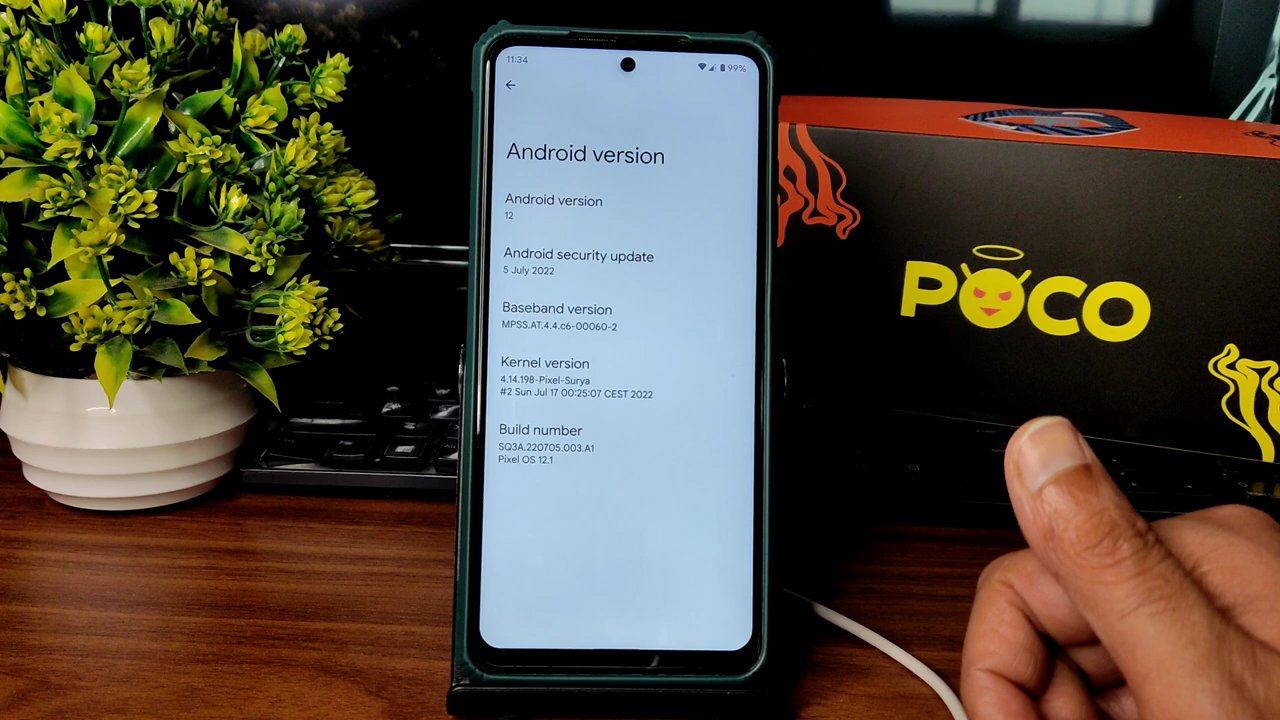 11:34
99%
Android version
Android version
12
Android security update
5 July 2022
Baseband version
MPSS.AT.4.4.c6-00060-2
Kernel version
4.14.198-Pixel-Surya
#2 Sun Jul 17 00:25:07 CEST 2022
Build number
SQ3A.220705.003.A1
Pixel OS 12.1
POCO